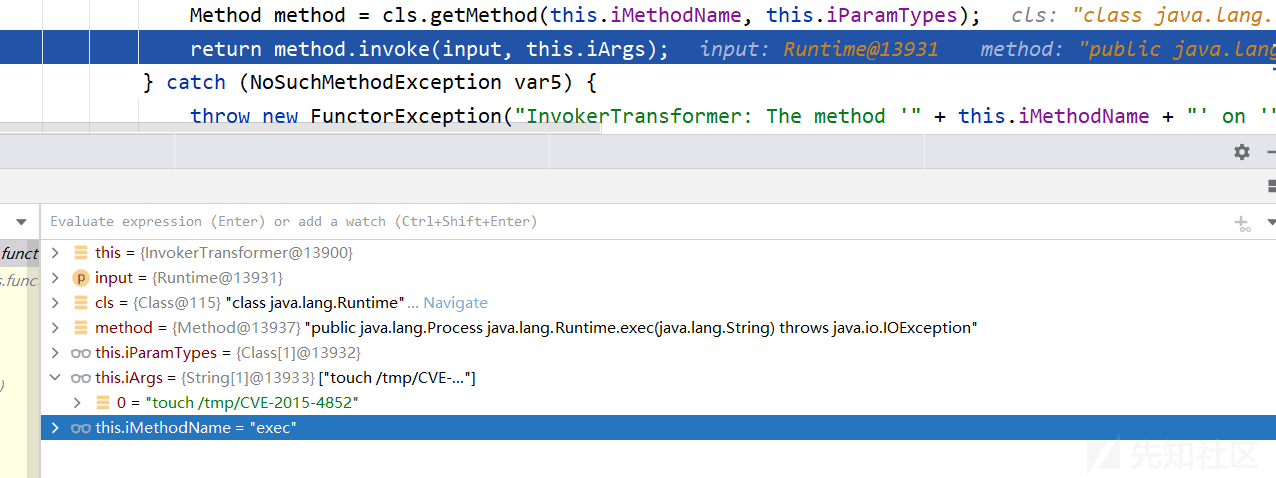 Method method = cls.getMethod(this.iMethodName, this.iParamTypes); cls: "class java.lang.
return method.invoke(input, this.iArgs); input: Runtime@13931 method: "public java.lang
} catch (NoSuchMethodException var5) {
throw new FunctorException("InvokerTransformer: The method '" + this.iMethodName + "' on '"
Evaluate expression (Enter) or add a watch (Ctrl+Shift+Enter)
funct
this = {InvokerTransformer@13900}
s.func
input = {Runtime@13931}
cls = {Class@115} "class java.lang.Runtime" ... Navigate
method = {Method@13937} "public java.lang.Process java.lang.Runtime.exec(java.lang.String) throws java.io.IOException"
this.iParamTypes = {Class[1]@13932}
)
this.iArgs = {String[1]@13933} ["touch /tmp/CVE-..."]
0 = "touch /tmp/CVE-2015-4852"
this.iMethodName = "exec"
先知社区